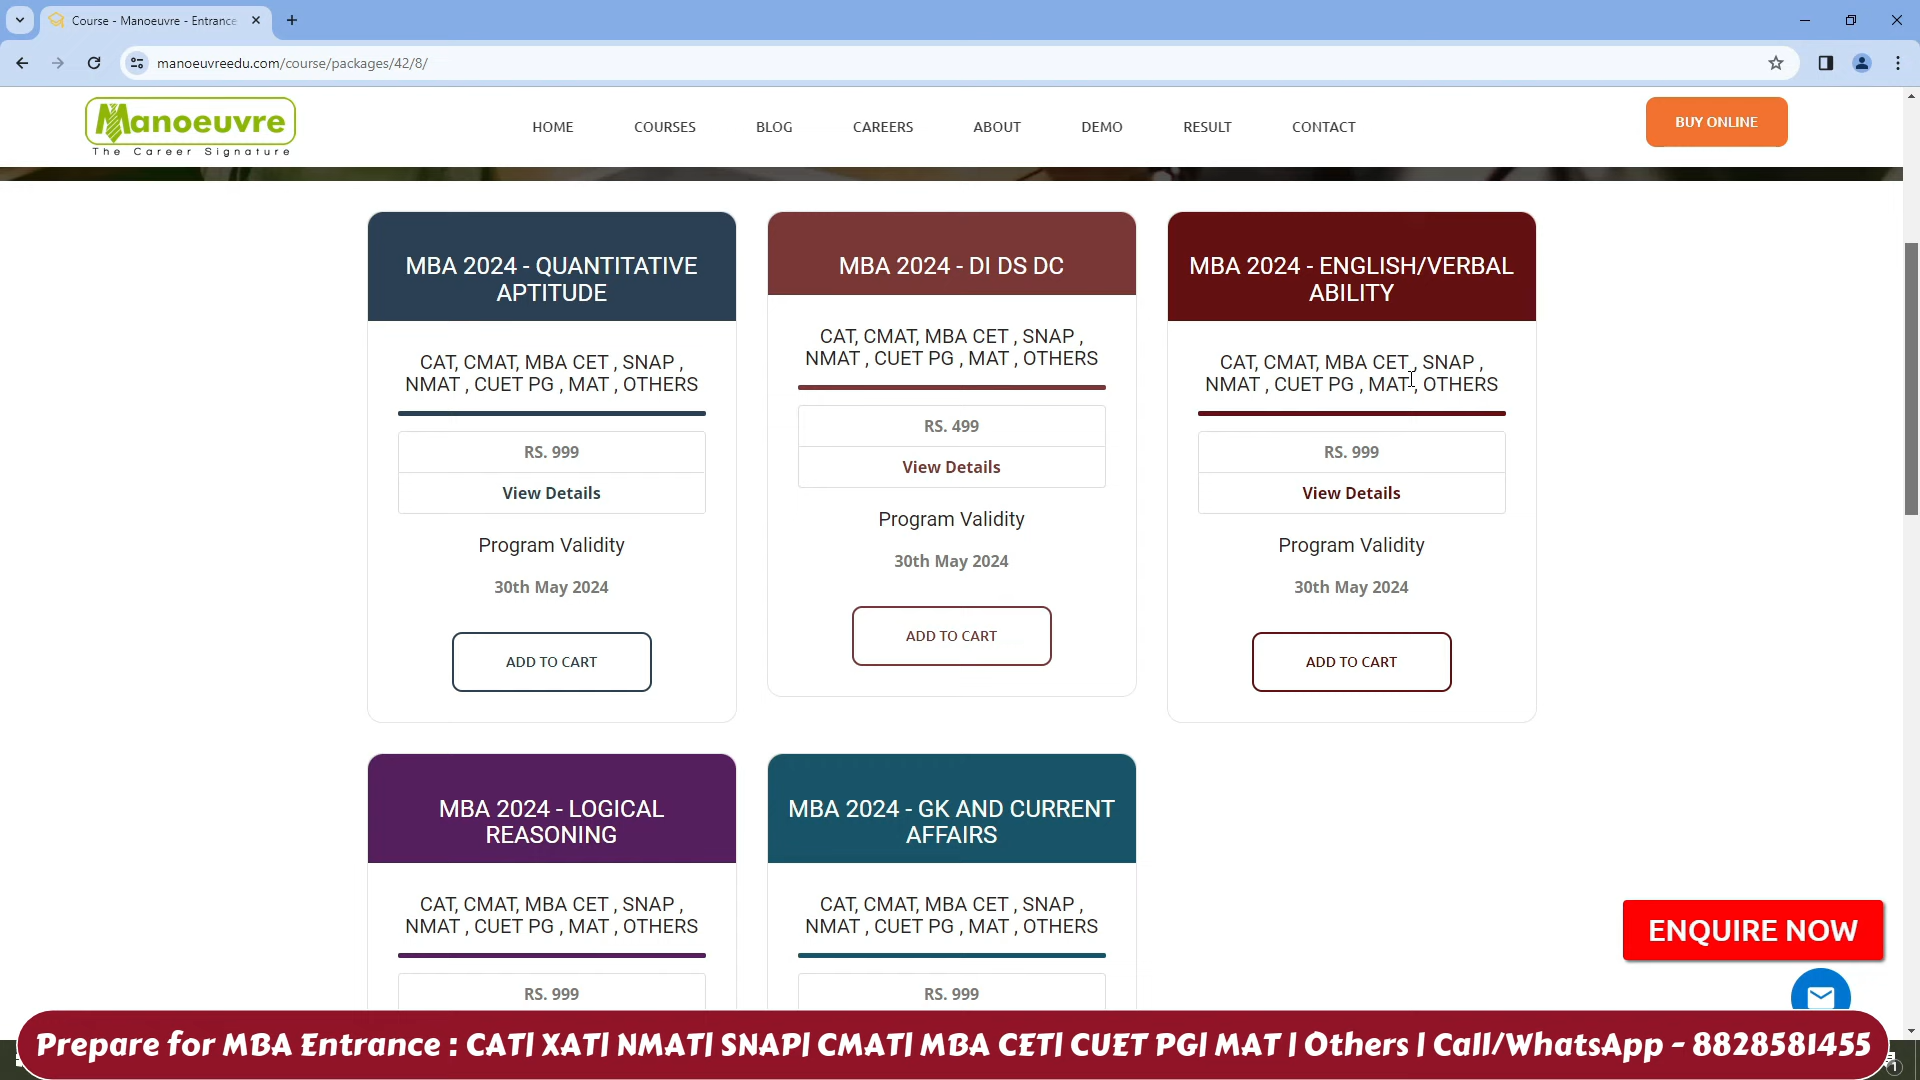 Course - Manoeuvre - Entrance
manoeuvreedu.com/course/packages/42/8/
Manoeuvre
The Career Signature
HOME
COURSES
BLOG
CAREERS
ABOUT
DEMO
RESULT
CONTACT
BUY ONLINE
MBA 2024 - QUANTITATIVE
APTITUDE
CAT, CMAT, MBA CET , SNAP ,
NMAT , CUET PG , MAT , OTHERS
RS. 999
View Details
Program Validity
30th May 2024
ADD TO CART
MBA 2024 - DI DS DC
CAT, CMAT, MBA CET , SNAP ,
NMAT , CUET PG , MAT , OTHERS
RS. 499
View Details
Program Validity
30th May 2024
ADD TO CART
MBA 2024 - ENGLISH/VERBAL
ABILITY
CAT, CMAT, MBA CET , SNAP ,
NMAT , CUET PG , MAT , OTHERS
RS. 999
View Details
Program Validity
30th May 2024
ADD TO CART
MBA 2024 - LOGICAL
REASONING
CAT, CMAT, MBA CET , SNAP ,
NMAT , CUET PG , MAT , OTHERS
RS. 999
MBA 2024 - GK AND CURRENT
AFFAIRS
CAT, CMAT, MBA CET , SNAP ,
NMAT , CUET PG , MAT , OTHERS
RS. 999
ENQUIRE NOW
Prepare for MBA Entrance : CAT| XAT| NMAT| SNAP| CMAT| MBA CET| CUET PG| MAT | Others | Call/WhatsApp - 8828581455
1